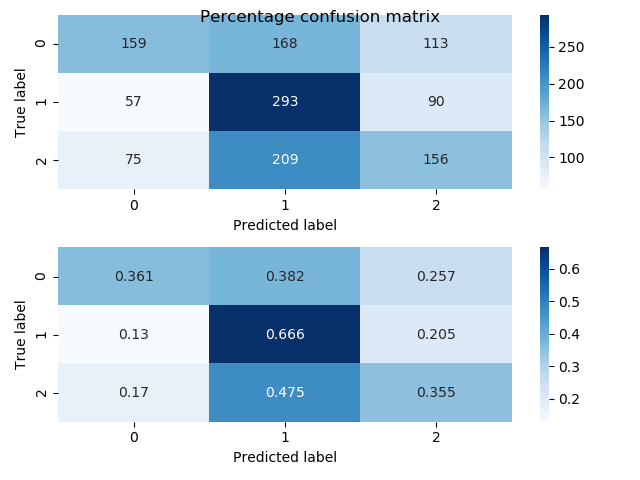 Percentage confusion matrix
True label
0 159 168 113 250
1 57 293 90 200
2 75 209 156 150
100
0 1 2
Predicted label
True label
0 0.361 0.382 0.257 0.6
1 0.13 0.666 0.205 0.5
0.4
2 0.17 0.475 0.355 0.3
0.2
0 1 2
Predicted label